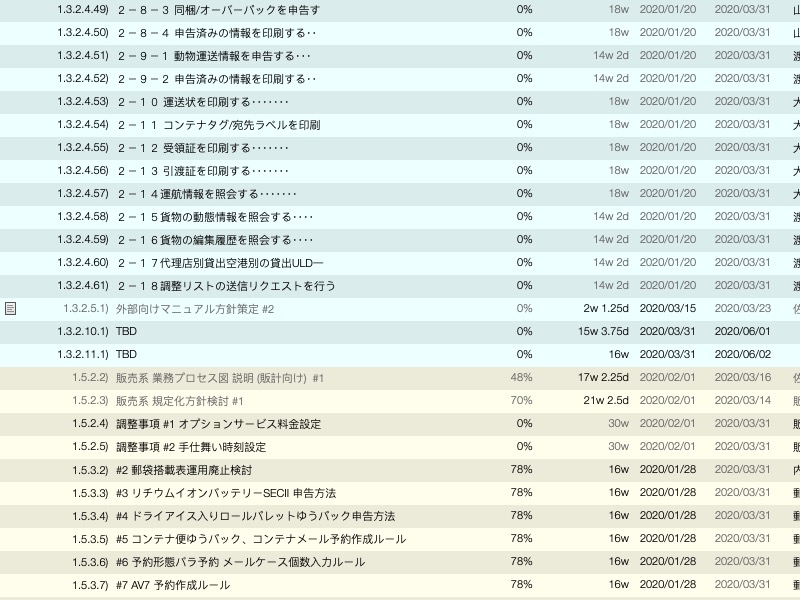 1.3.2.4.49) ２－８－３ 同梱/オーバーパックを申告す 0% 18w 2020/01/20 2020/03/31 山
1.3.2.4.50) ２－８－４ 申告済みの情報を印刷する･･ 0% 18w 2020/01/20 2020/03/31 山
1.3.2.4.51) ２－９－１ 動物運送情報を申告する･･･ 0% 14w 2d 2020/01/20 2020/03/31 渡
1.3.2.4.52) ２－９－２ 申告済みの情報を印刷する･･ 0% 14w 2d 2020/01/20 2020/03/31 渡
1.3.2.4.53) ２－１０ 運送状を印刷する･･･････ 0% 18w 2020/01/20 2020/03/31 大
1.3.2.4.54) ２－１１ コンテナタグ/宛先ラベルを印刷 0% 18w 2020/01/20 2020/03/31 大
1.3.2.4.55) ２－１２ 受領証を印刷する･･･････ 0% 18w 2020/01/20 2020/03/31 大
1.3.2.4.56) ２－１３ 引渡証を印刷する･･･････ 0% 18w 2020/01/20 2020/03/31 大
1.3.2.4.57) ２－１４運航情報を照会する･･･････ 0% 18w 2020/01/20 2020/03/31 大
1.3.2.4.58) ２－１５貨物の動態情報を照会する････ 0% 14w 2d 2020/01/20 2020/03/31 渡
1.3.2.4.59) ２－１６貨物の編集履歴を照会する････ 0% 14w 2d 2020/01/20 2020/03/31 渡
1.3.2.4.60) ２－１７代理店別貸出空港別の貸出ULD一 0% 14w 2d 2020/01/20 2020/03/31 渡
1.3.2.4.61) ２－１８調整リストの送信リクエストを行う 0% 14w 2d 2020/01/20 2020/03/31 渡
1.3.2.5.1) 外部向けマニュアル方針策定 #2 0% 2w 1.25d 2020/03/15 2020/03/23 佐
1.3.2.10.1) TBD 0% 15w 3.75d 2020/03/31 2020/06/01
1.3.2.11.1) TBD 0% 16w 2020/03/31 2020/06/02
1.5.2.2) 販売系 業務プロセス図 説明 (販計向け) #1 48% 17w 2.25d 2020/02/01 2020/03/16 佐
1.5.2.3) 販売系 規定化方針検討 #1 70% 21w 2.5d 2020/02/01 2020/03/14 販
1.5.2.4) 調整事項 #1 オプションサービス料金設定 0% 30w 2020/02/01 2020/03/31 販
1.5.2.5) 調整事項 #2 手仕舞い時刻設定 0% 30w 2020/02/01 2020/03/31 販
1.5.3.2) #2 郵袋搭載表運用廃止検討 78% 16w 2020/01/28 2020/03/31 内
1.5.3.3) #3 リチウムイオンバッテリーSECII 申告方法 78% 16w 2020/01/28 2020/03/31 郵
1.5.3.4) #4 ドライアイス入りロールパレットゆうパック申告方法 78% 16w 2020/01/28 2020/03/31 郵
1.5.3.5) #5 コンテナ便ゆうパック、コンテナメール予約作成ルール 78% 16w 2020/01/28 2020/03/31 郵
1.5.3.6) #6 予約形態バラ予約 メールケース個数入力ルール 78% 16w 2020/01/28 2020/03/31 郵
1.5.3.7) #7 AV7 予約作成ルール 78% 16w 2020/01/28 2020/03/31 郵